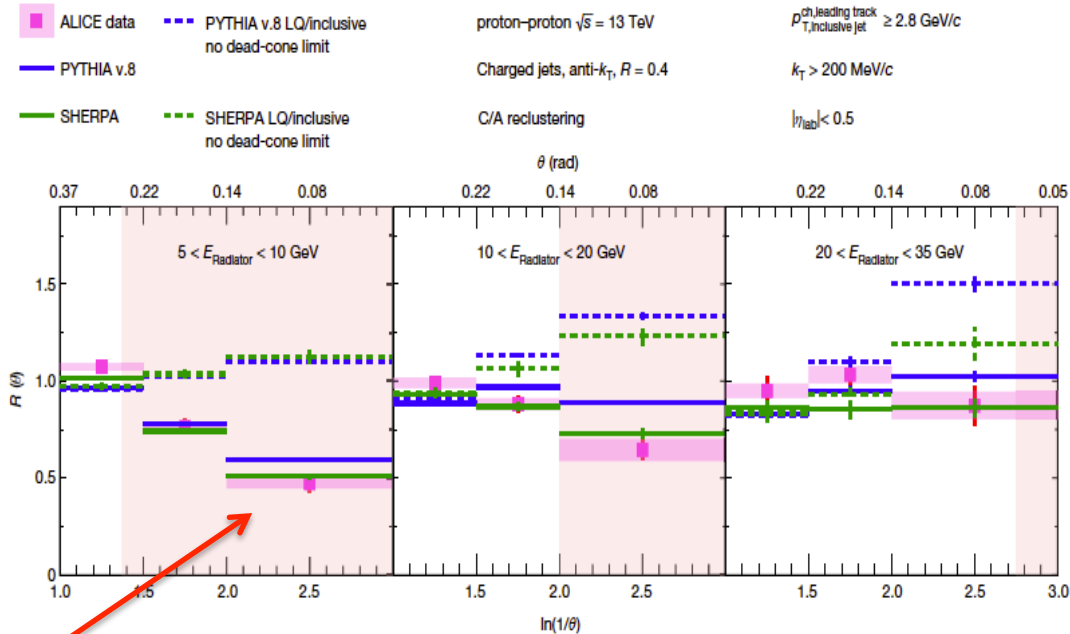 ALICE data
PYTHIA v.8 LQ/inclusive
no dead-cone limit
proton–proton √s = 13 TeV
p_T,inclusive jet^ch,leading track ≥ 2.8 GeV/c
PYTHIA v.8
Charged jets, anti-k_T, R = 0.4
k_T > 200 MeV/c
SHERPA
SHERPA LQ/inclusive
no dead-cone limit
C/A reclustering
|η_lab| < 0.5
θ (rad)
0.37 0.22 0.14 0.08 0.22 0.14 0.08 0.22 0.14 0.08 0.05
5 < E_Radiator < 10 GeV
10 < E_Radiator < 20 GeV
20 < E_Radiator < 35 GeV
1.5
1.0
R (θ)
0.5
0
1.0 1.5 2.0 2.5 1.5 2.0 2.5 1.5 2.0 2.5 3.0
ln(1/θ)